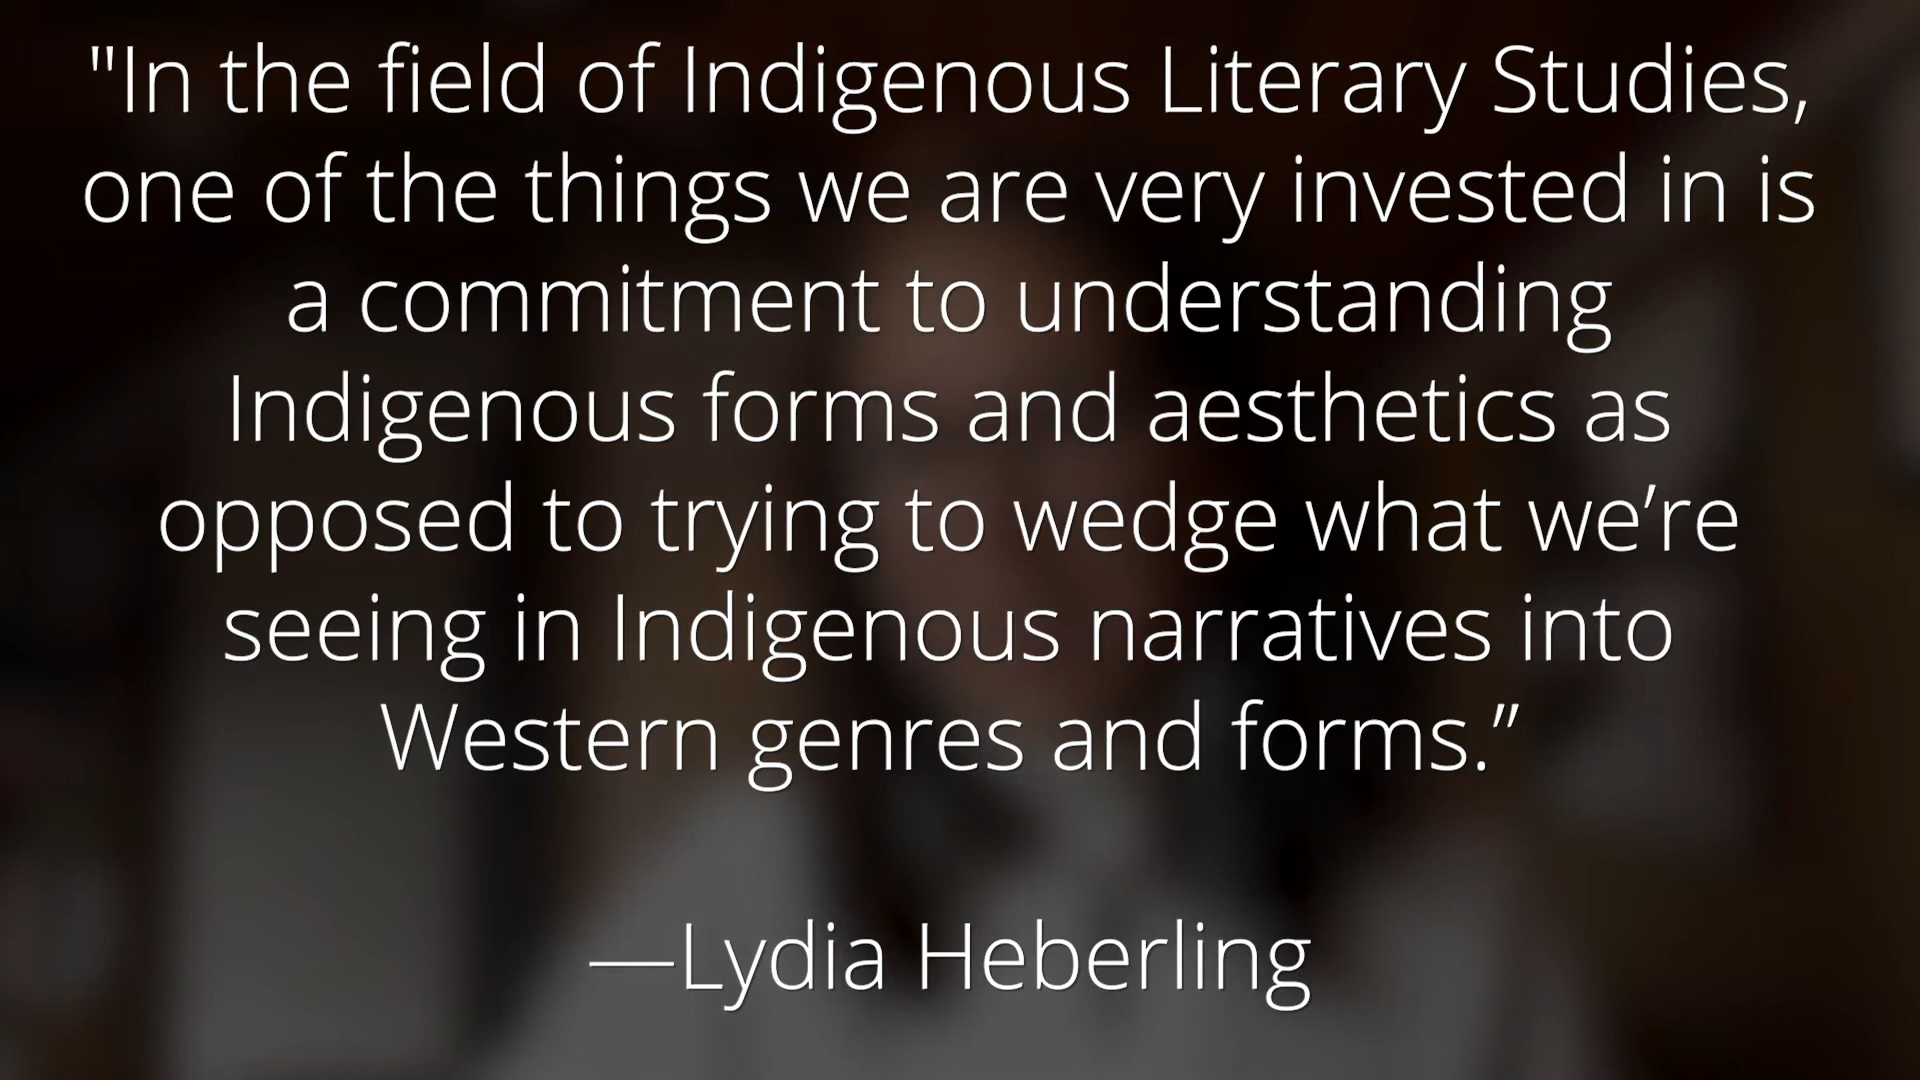 "In the field of Indigenous Literary Studies,
one of the things we are very invested in is
a commitment to understanding
Indigenous forms and aesthetics as
opposed to trying to wedge what we’re
seeing in Indigenous narratives into
Western genres and forms.”
—Lydia Heberling